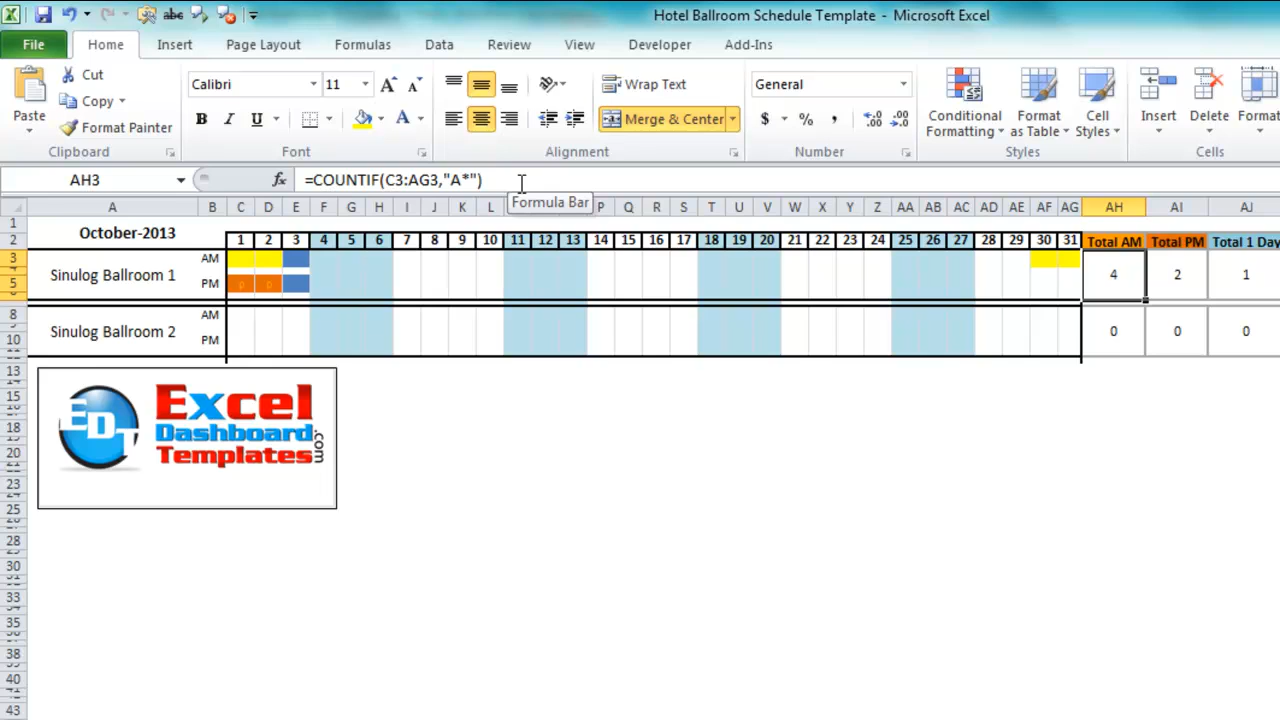 Hotel Ballroom Schedule Template - Microsoft Excel
abc
File Home Insert Page Layout Formulas Data Review View Developer Add-Ins
Paste
Cut
Copy
Format Painter
Clipboard
Calibri 11 A A
B I U A
Font
Wrap Text
Merge & Center
Alignment
General
$ % , .00 .00
Number
Conditional Formatting
Format as Table
Cell Styles
Styles
Insert Delete Format
Cells
AH3 fx =COUNTIF(C3:AG3,"A*")
Formula Bar
A B C D E F G H I J K L P Q R S T U V W X Y Z AA AB AC AD AE AF AG AH AI AJ
1 October-2013
2 1 2 3 4 5 6 7 8 9 10 11 12 13 14 15 16 17 18 19 20 21 22 23 24 25 26 27 28 29 30 31 Total AM Total PM Total 1 Day
3 AM
Sinulog Ballroom 1 4 2 1
5 PM p p
8 AM
Sinulog Ballroom 2 0 0 0
10 PM
13
15
18
20
23
25
28
30
33
35
38
40
43
EDT
Excel
Dashboard
Templates
.com